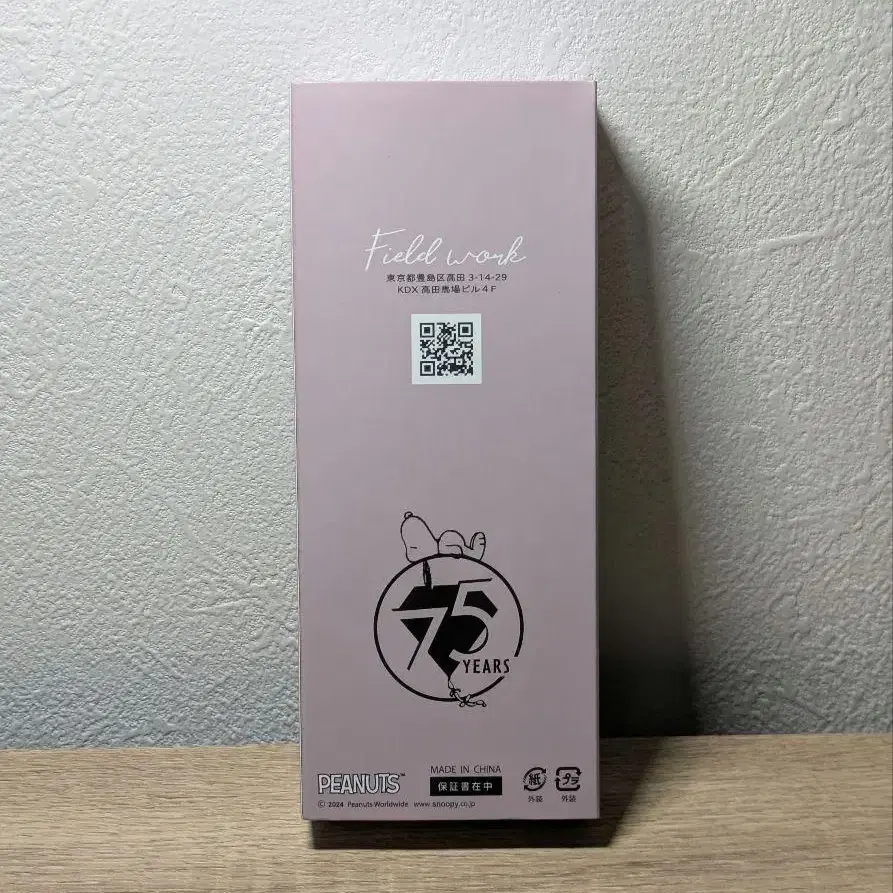 Field work
東京都豊島区高田 3-14-29
KDX 高田馬場ビル 4F
75
YEARS
PEANUTS™
MADE IN CHINA
保証書在中
紙
外装
プラ
外装
© 2024 Peanuts Worldwide www.snoopy.co.jp